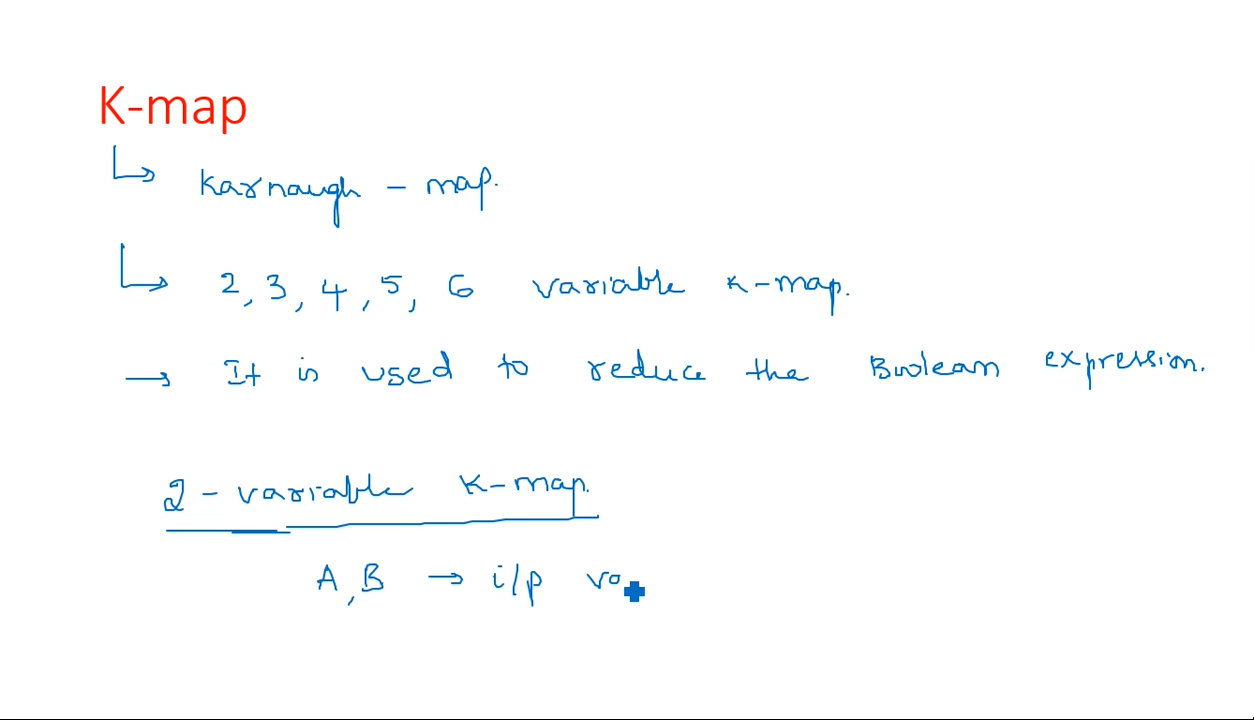 K-map
Karnaugh - map.
2, 3, 4, 5, 6 variable K-map.
It is used to reduce the Boolean expression.
2 - variable K-map.
A, B → i/p va